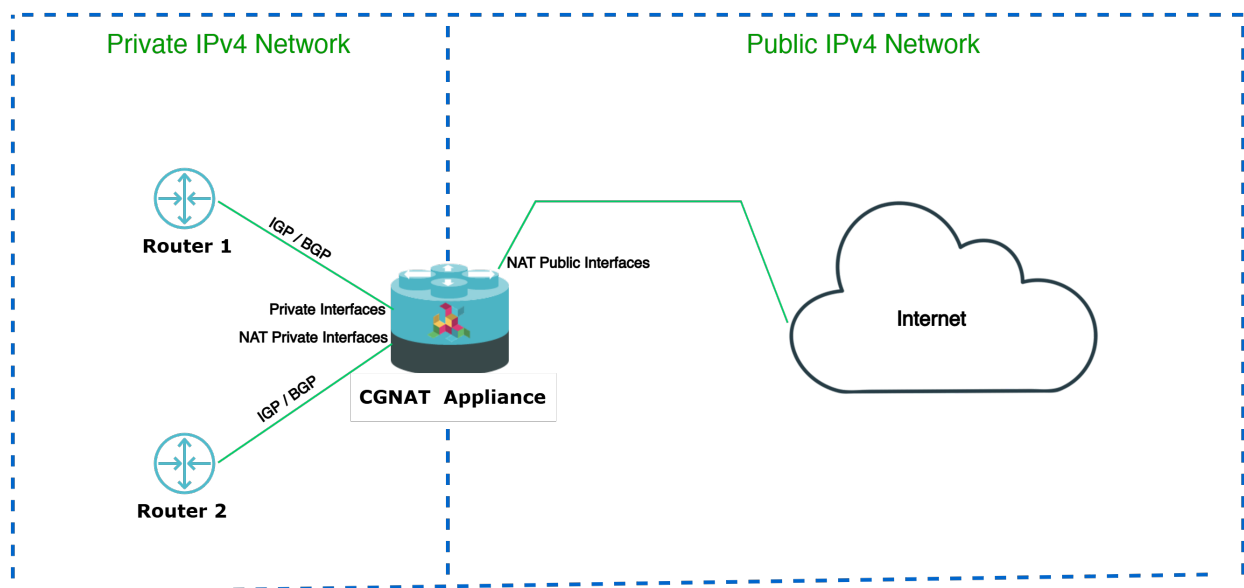 Private IPv4 Network
Public IPv4 Network
Router 1
IGP / BGP
NAT Public Interfaces
Private Interfaces
NAT Private Interfaces
Internet
IGP / BGP
CGNAT Appliance
Router 2